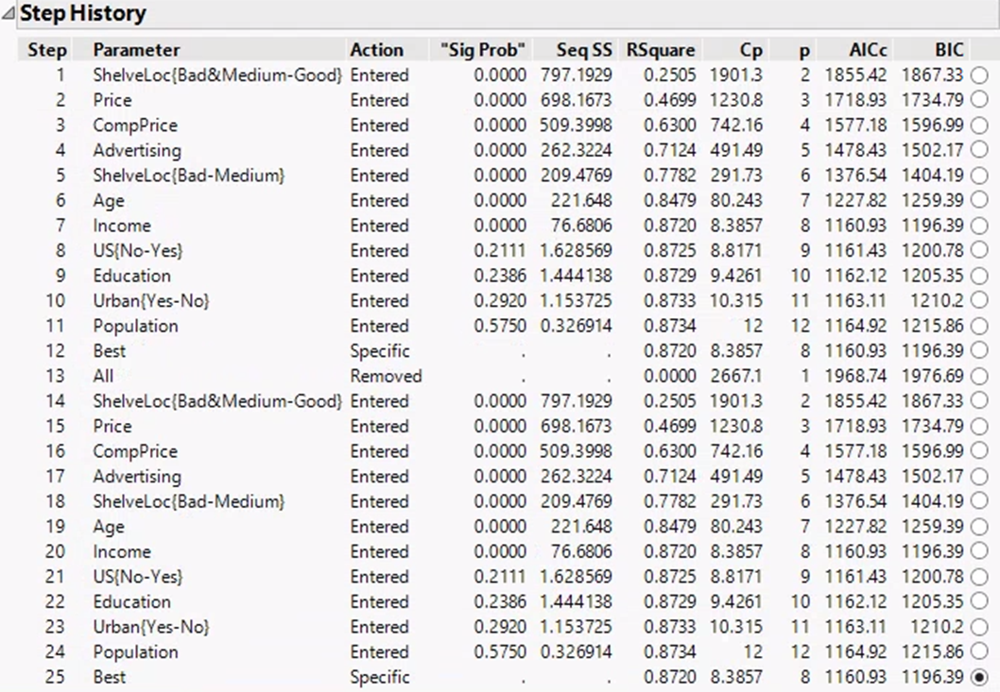 Step History
Step Parameter Action "Sig Prob" Seq SS RSquare Cp p AICc BIC
1 ShelveLoc{Bad&Medium-Good} Entered 0.0000 797.1929 0.2505 1901.3 2 1855.42 1867.33
2 Price Entered 0.0000 698.1673 0.4699 1230.8 3 1718.93 1734.79
3 CompPrice Entered 0.0000 509.3998 0.6300 742.16 4 1577.18 1596.99
4 Advertising Entered 0.0000 262.3224 0.7124 491.49 5 1478.43 1502.17
5 ShelveLoc{Bad-Medium} Entered 0.0000 209.4769 0.7782 291.73 6 1376.54 1404.19
6 Age Entered 0.0000 221.648 0.8479 80.243 7 1227.82 1259.39
7 Income Entered 0.0000 76.6806 0.8720 8.3857 8 1160.93 1196.39
8 US{No-Yes} Entered 0.2111 1.628569 0.8725 8.8171 9 1161.43 1200.78
9 Education Entered 0.2386 1.444138 0.8729 9.4261 10 1162.12 1205.35
10 Urban{Yes-No} Entered 0.2920 1.153725 0.8733 10.315 11 1163.11 1210.2
11 Population Entered 0.5750 0.326914 0.8734 12 12 1164.92 1215.86
12 Best Specific . . 0.8720 8.3857 8 1160.93 1196.39
13 All Removed . . 0.0000 2667.1 1 1968.74 1976.69
14 ShelveLoc{Bad&Medium-Good} Entered 0.0000 797.1929 0.2505 1901.3 2 1855.42 1867.33
15 Price Entered 0.0000 698.1673 0.4699 1230.8 3 1718.93 1734.79
16 CompPrice Entered 0.0000 509.3998 0.6300 742.16 4 1577.18 1596.99
17 Advertising Entered 0.0000 262.3224 0.7124 491.49 5 1478.43 1502.17
18 ShelveLoc{Bad-Medium} Entered 0.0000 209.4769 0.7782 291.73 6 1376.54 1404.19
19 Age Entered 0.0000 221.648 0.8479 80.243 7 1227.82 1259.39
20 Income Entered 0.0000 76.6806 0.8720 8.3857 8 1160.93 1196.39
21 US{No-Yes} Entered 0.2111 1.628569 0.8725 8.8171 9 1161.43 1200.78
22 Education Entered 0.2386 1.444138 0.8729 9.4261 10 1162.12 1205.35
23 Urban{Yes-No} Entered 0.2920 1.153725 0.8733 10.315 11 1163.11 1210.2
24 Population Entered 0.5750 0.326914 0.8734 12 12 1164.92 1215.86
25 Best Specific . . 0.8720 8.3857 8 1160.93 1196.39